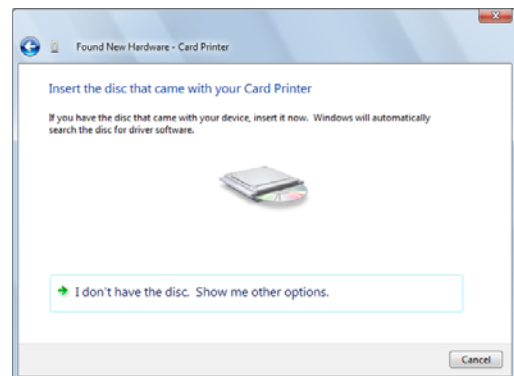 Found New Hardware - Card Printer
Insert the disc that came with your Card Printer
If you have the disc that came with your device, insert it now. Windows will automatically
search the disc for driver software.
I don't have the disc. Show me other options.
Cancel